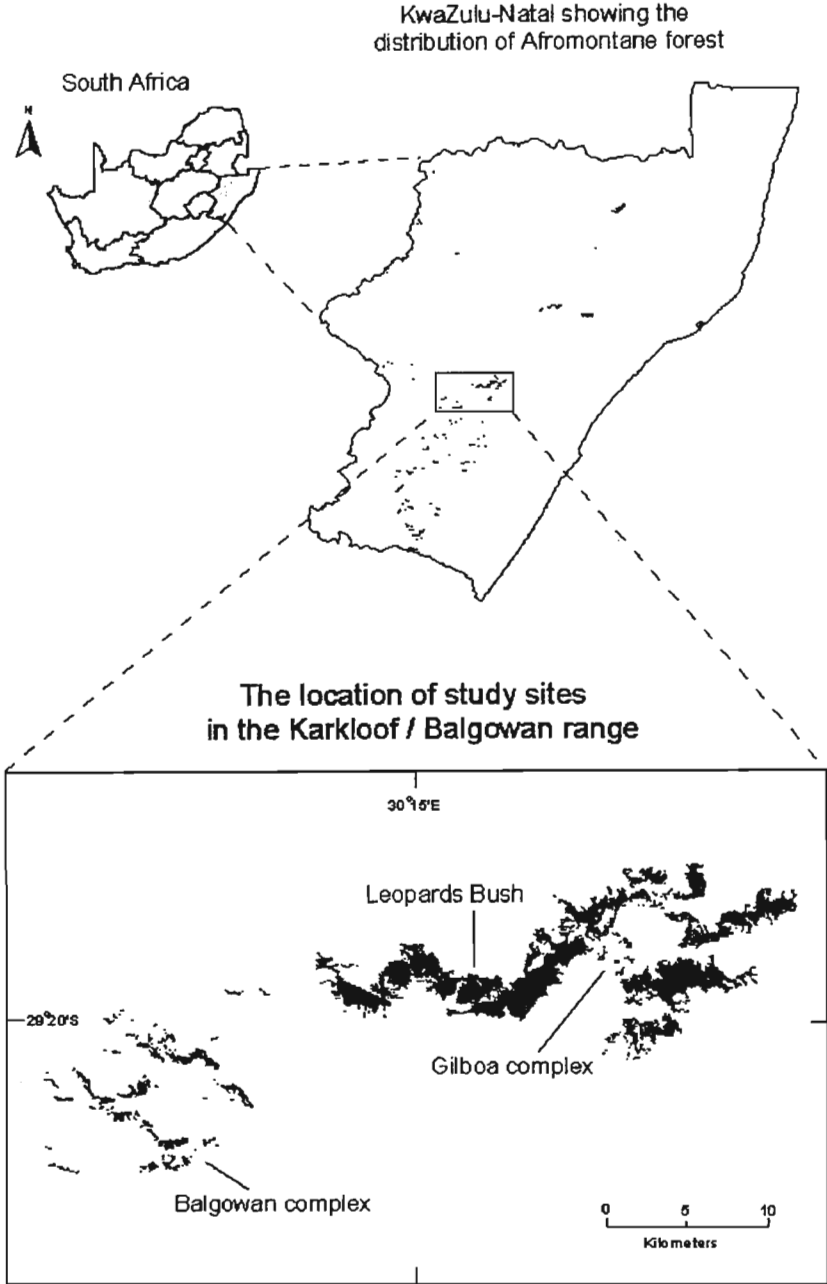 KwaZulu-Natal showing the
distribution of Afromontane forest
South Africa
N
The location of study sites
in the Karkloof / Balgowan range
30°15'E
Leopards Bush
29°20'S
Gilboa complex
Balgowan complex
0 5 10
Kilometers